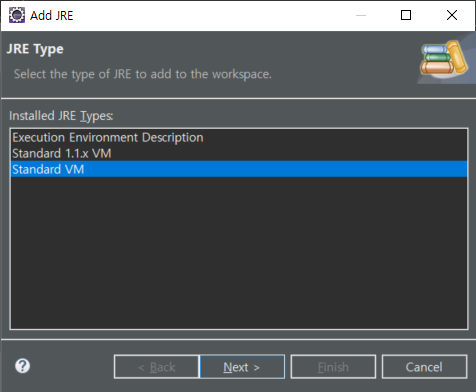 Add JRE
JRE Type
Select the type of JRE to add to the workspace.
Installed JRE Types:
Execution Environment Description
Standard 1.1.x VM
Standard VM
?
< Back
Next >
Finish
Cancel